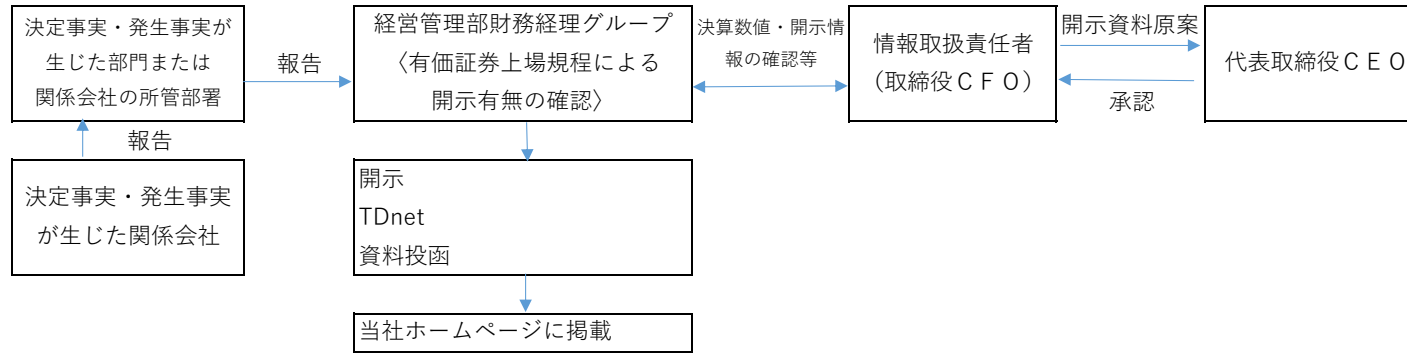 決定事実・発生事実が
生じた部門または
関係会社の所管部署
報告
経営管理部財務経理グループ
〈有価証券上場規程による
開示有無の確認〉
決算数値・開示情
報の確認等
情報取扱責任者
（取締役ＣＦＯ）
開示資料原案
承認
代表取締役ＣＥＯ
報告
決定事実・発生事実
が生じた関係会社
開示
TDnet
資料投函
当社ホームページに掲載